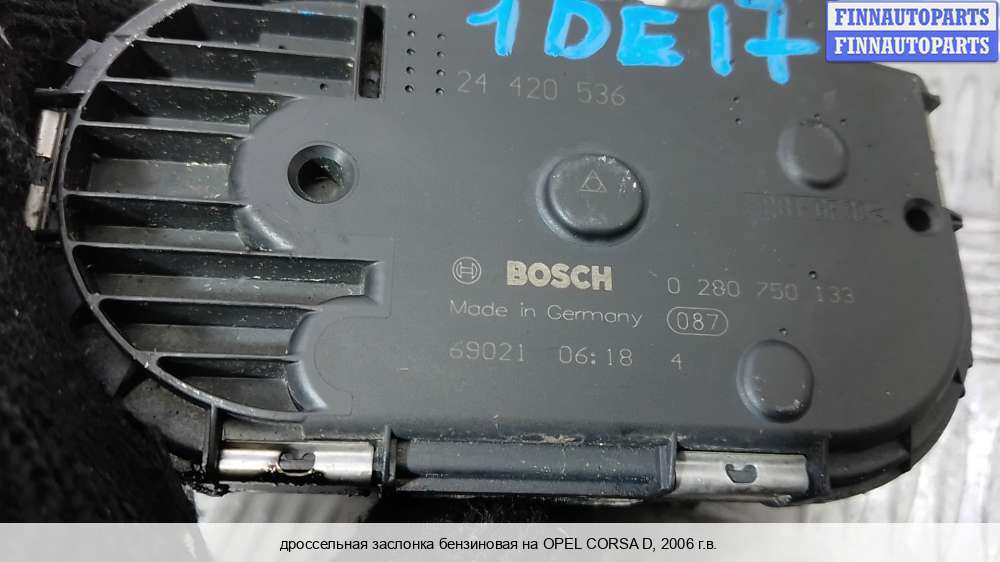 FINNAUTOPARTS
FINNAUTOPARTS
1DE17
24 420 536
BOSCH 0 280 750 133
Made in Germany 087
69021 06:18 4
дроссельная заслонка бензиновая на OPEL CORSA D, 2006 г.в.